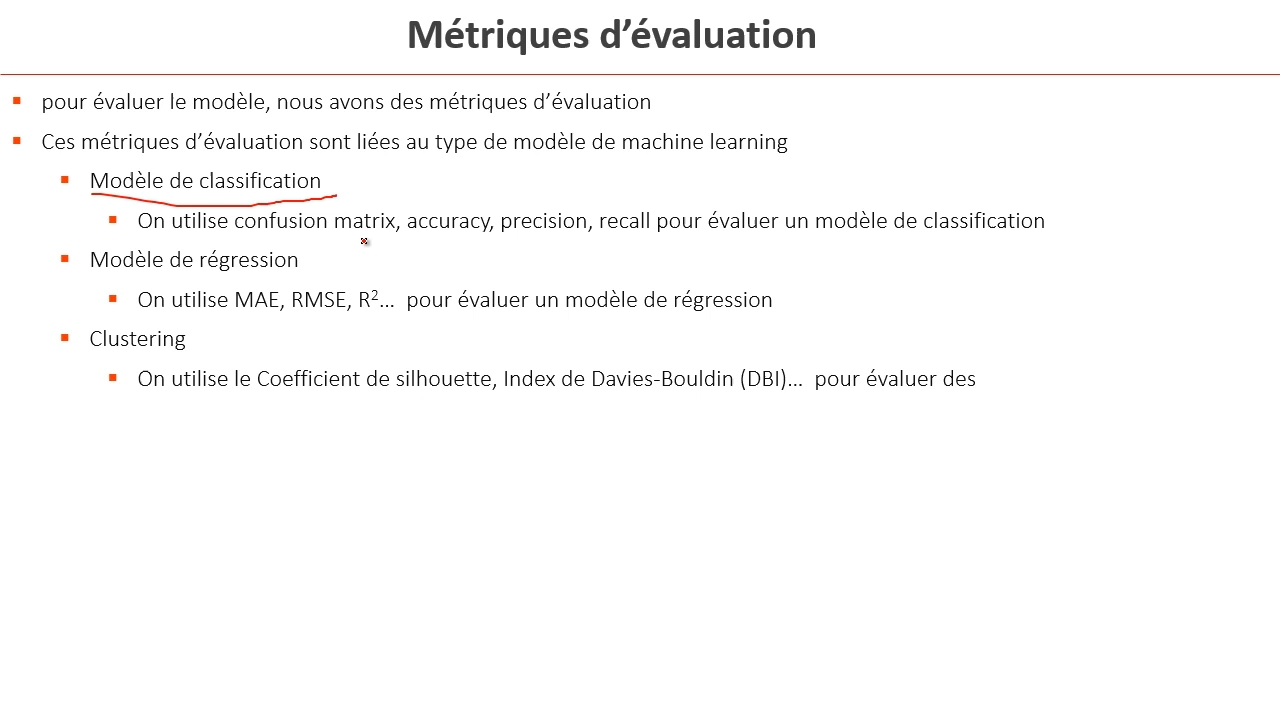 Métriques d’évaluation
pour évaluer le modèle, nous avons des métriques d’évaluation
Ces métriques d’évaluation sont liées au type de modèle de machine learning
Modèle de classification
On utilise confusion matrix, accuracy, precision, recall pour évaluer un modèle de classification
Modèle de régression
On utilise MAE, RMSE, R²… pour évaluer un modèle de régression
Clustering
On utilise le Coefficient de silhouette, Index de Davies-Bouldin (DBI)… pour évaluer des